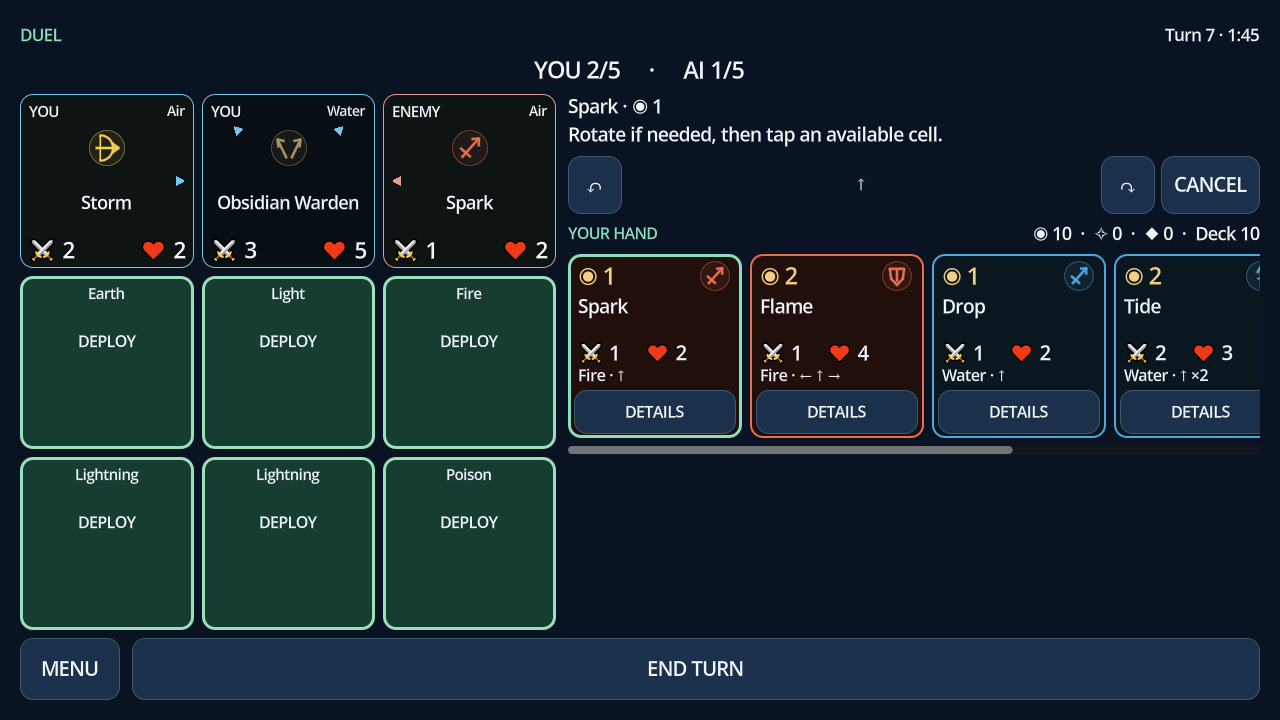 DUEL
Turn 7 · 1:45
YOU 2/5 · AI 1/5
YOU Air
Storm
2 2
YOU Water
Obsidian Warden
3 5
ENEMY Air
Spark
1 2
Earth
DEPLOY
Light
DEPLOY
Fire
DEPLOY
Lightning
DEPLOY
Lightning
DEPLOY
Poison
DEPLOY
Spark · ◉ 1
Rotate if needed, then tap an available cell.
↶ ↑ ↷ CANCEL
YOUR HAND
◉ 10 · ✧ 0 · ◆ 0 · Deck 10
◉ 1
Spark
1 2
Fire · ↑
DETAILS
◉ 2
Flame
1 4
Fire · ← ↑ →
DETAILS
◉ 1
Drop
1 2
Water · ↑
DETAILS
◉ 2
Tide
2 3
Water · ↑ ×2
DETAILS
MENU
END TURN